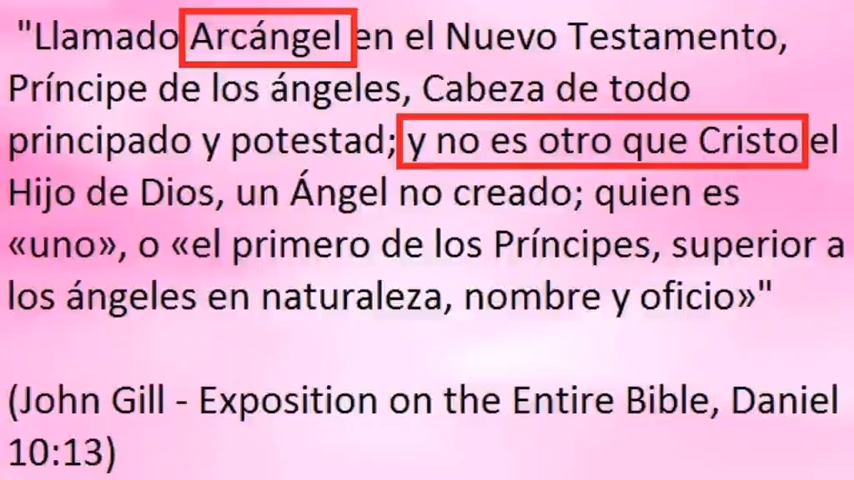 "Llamado Arcángel en el Nuevo Testamento,
Príncipe de los ángeles, Cabeza de todo
principado y potestad; y no es otro que Cristo el
Hijo de Dios, un Ángel no creado; quien es
«uno», o «el primero de los Príncipes, superior a
los ángeles en naturaleza, nombre y oficio»"
(John Gill - Exposition on the Entire Bible, Daniel
10:13)